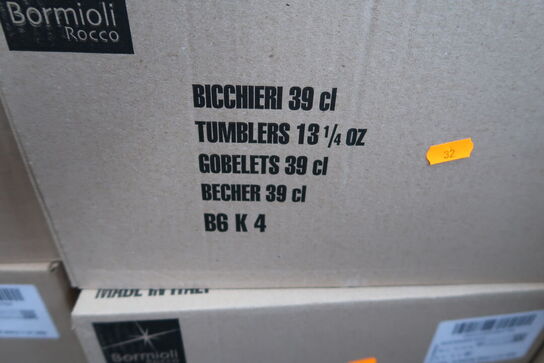 Bormioli
Rocco
BICCHIERI 39 cl
TUMBLERS 13 1/4 OZ
GOBELETS 39 cl
BECHER 39 cl
B6 K 4
32
MADE IN ITALY
Bormioli